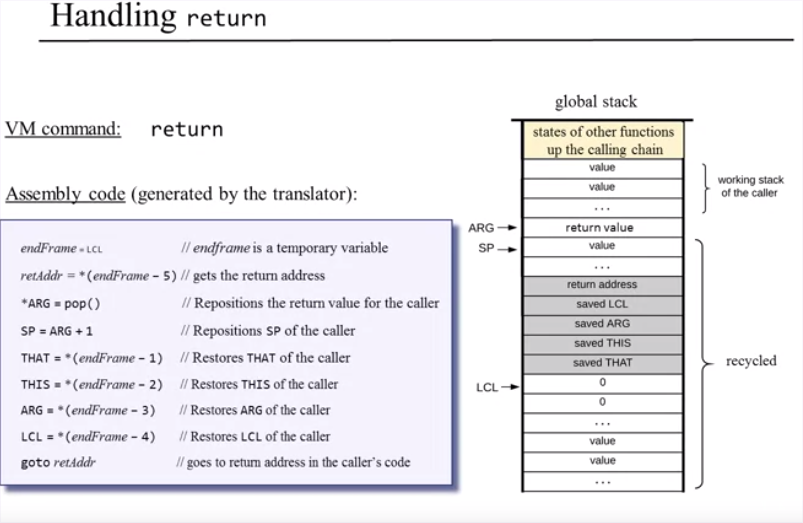 Handling return
VM command: return
Assembly code (generated by the translator):
endFrame = LCL // endframe is a temporary variable
retAddr = *(endFrame – 5) // gets the return address
*ARG = pop() // Repositions the return value for the caller
SP = ARG + 1 // Repositions SP of the caller
THAT = *(endFrame – 1) // Restores THAT of the caller
THIS = *(endFrame – 2) // Restores THIS of the caller
ARG = *(endFrame – 3) // Restores ARG of the caller
LCL = *(endFrame – 4) // Restores LCL of the caller
goto retAddr // goes to return address in the caller's code
global stack
states of other functions
up the calling chain
value
value
...
working stack
of the caller
ARG
return value
SP
value
...
return address
saved LCL
saved ARG
saved THIS
saved THAT
recycled
LCL
0
0
...
value
value
...